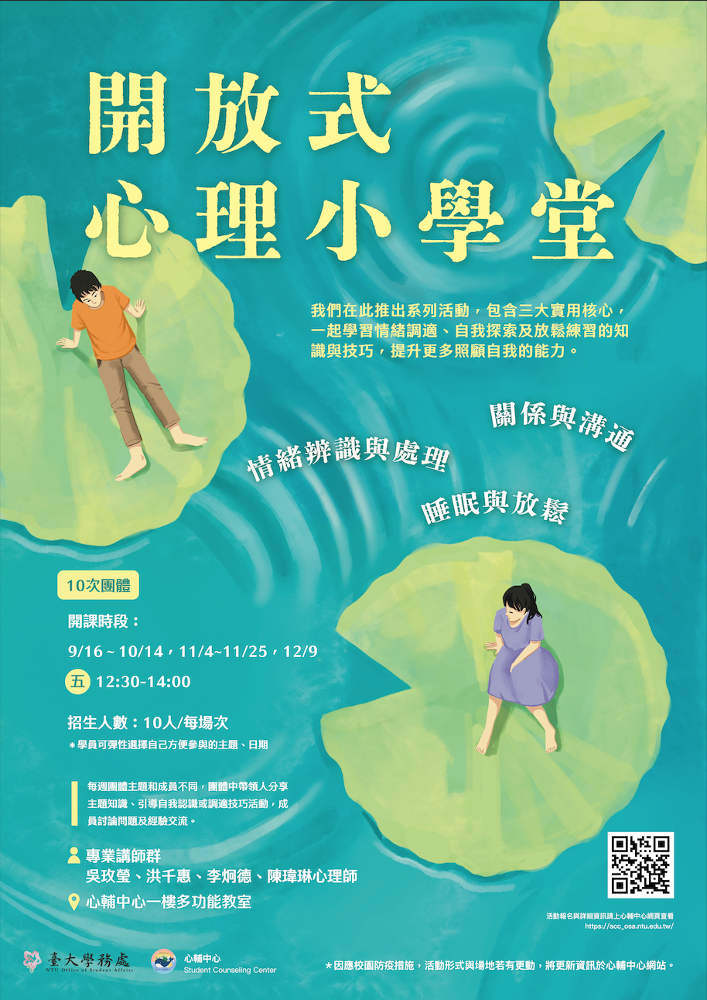 開放式
心理小學堂
我們在此推出系列活動，包含三大實用核心，
一起學習情緒調適、自我探索及放鬆練習的知
識與技巧，提升更多照顧自我的能力。
關係與溝通
情緒辨識與處理
睡眠與放鬆
10次團體
開課時段：
9/16 ~ 10/14，11/4~11/25，12/9
五 12:30-14:00
招生人數：10人/每場次
＊學員可彈性選擇自己方便參與的主題、日期
每週團體主題和成員不同，團體中帶領人分享
主題知識、引導自我認識或調適技巧活動，成
員討論問題及經驗交流。
專業講師群
吳玫瑩、洪千惠、李炯德、陳瑋琳心理師
心輔中心一樓多功能教室
活動報名與詳細資訊請上心輔中心網頁查看
https://scc_osa.ntu.edu.tw/
臺大學務處
NTU Office of Student Affairs
心輔中心
Student Counseling Center
＊因應校園防疫措施，活動形式與場地若有更動，將更新資訊於心輔中心網站。